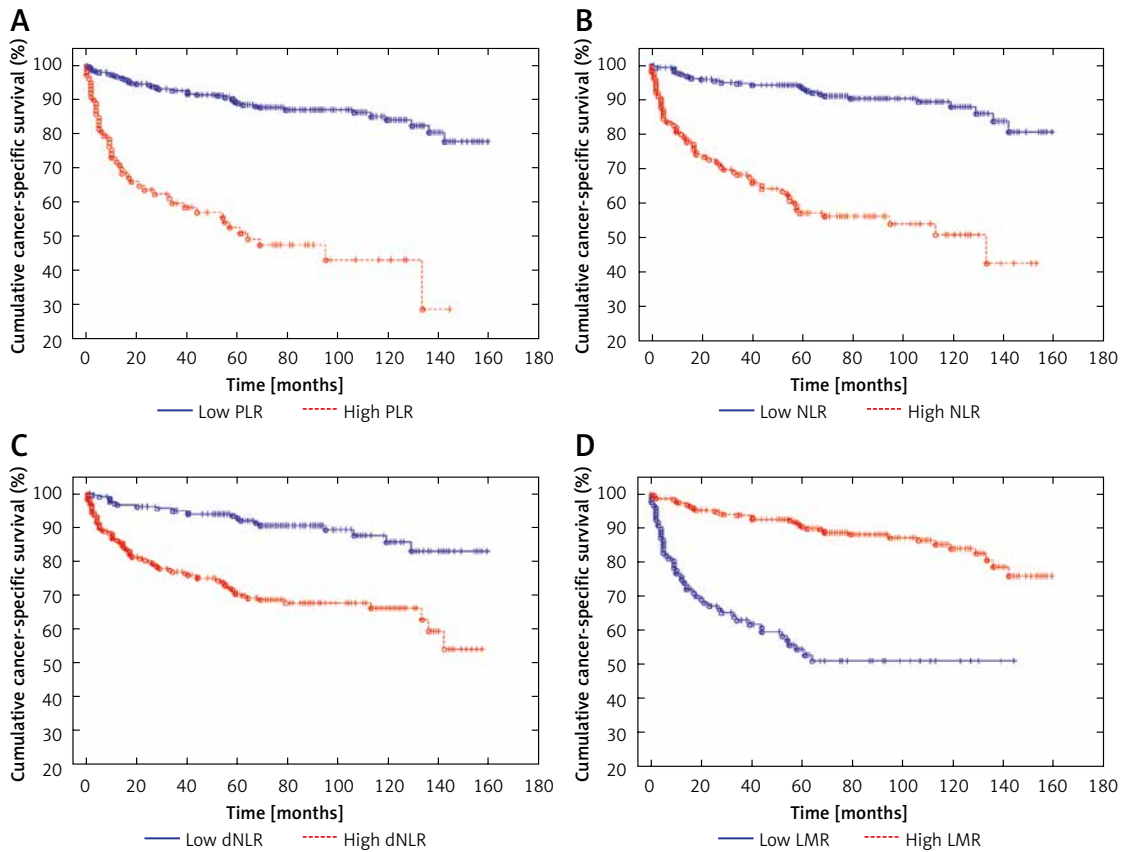 A
Cumulative cancer-specific survival (%)
100
90
80
70
60
50
40
30
20
0 20 40 60 80 100 120 140 160 180
Time [months]
Low PLR High PLR
B
Cumulative cancer-specific survival (%)
100
90
80
70
60
50
40
30
20
0 20 40 60 80 100 120 140 160 180
Time [months]
Low NLR High NLR
C
Cumulative cancer-specific survival (%)
100
90
80
70
60
50
40
30
20
0 20 40 60 80 100 120 140 160 180
Time [months]
Low dNLR High dNLR
D
Cumulative cancer-specific survival (%)
100
90
80
70
60
50
40
30
20
0 20 40 60 80 100 120 140 160 180
Time [months]
Low LMR High LMR